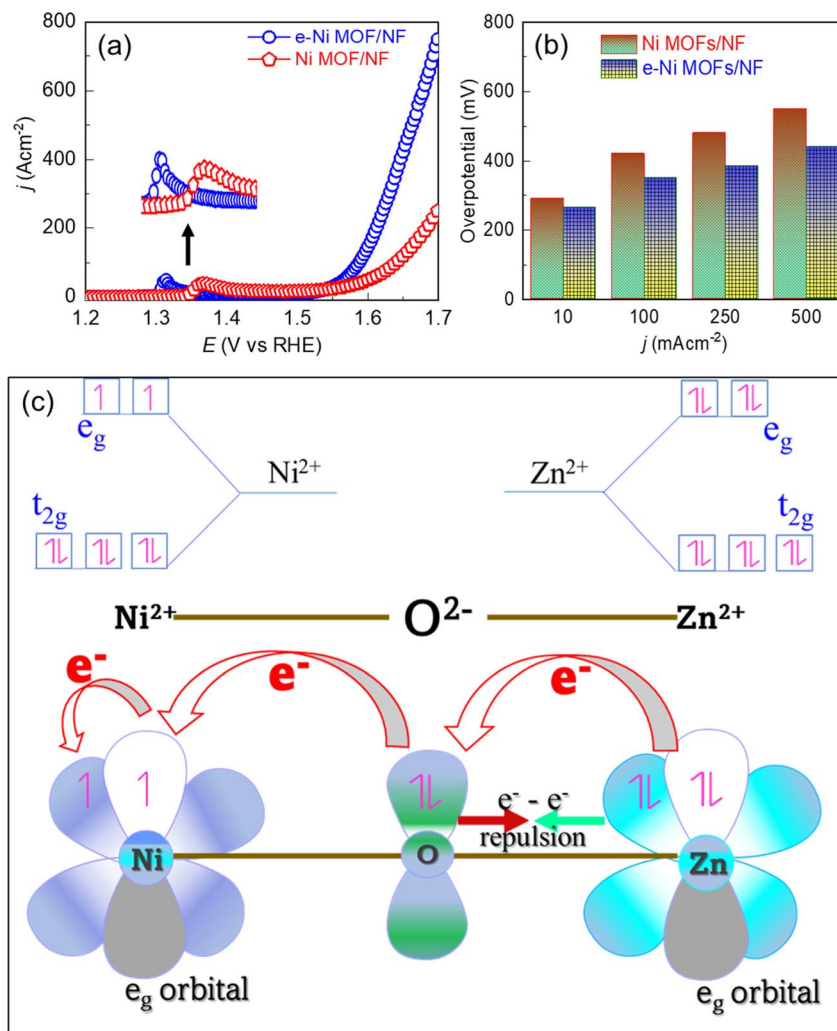 (a)
e-Ni MOF/NF
Ni MOF/NF
j (Acm-2)
800
600
400
200
0
1.2 1.3 1.4 1.5 1.6 1.7
E (V vs RHE)
(b)
Ni MOFs/NF
e-Ni MOFs/NF
Overpotential (mV)
800
600
400
200
0
10 100 250 500
j (mAcm-2)
(c)
eg
Ni2+
t2g
eg
Zn2+
t2g
Ni2+ O2- Zn2+
e- e- e-
e- - e-
repulsion
Ni O Zn
eg orbital eg orbital